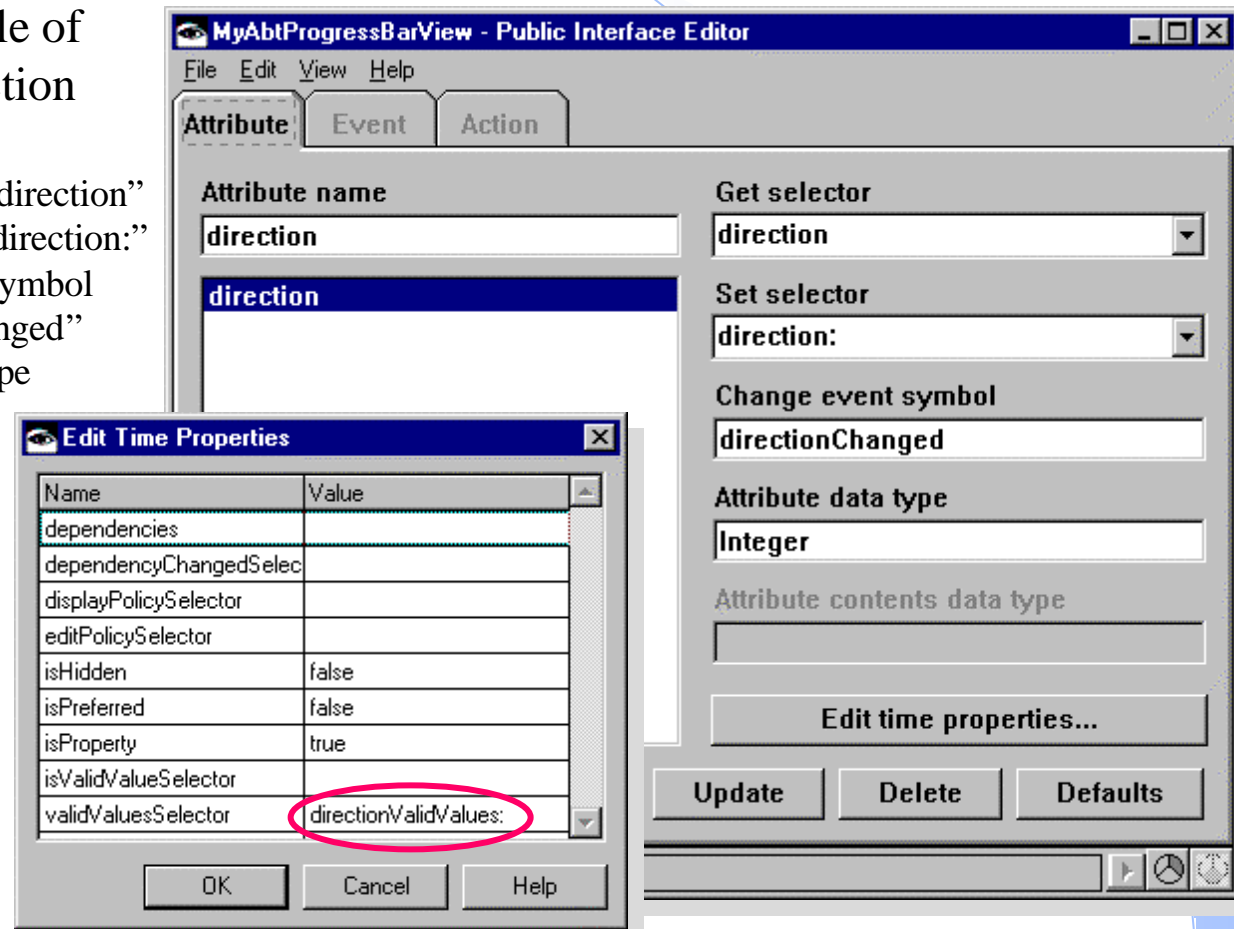 le of
tion
direction”
direction:”
ymbol
nged”
pe
MyAbtProgressBarView - Public Interface Editor
File Edit View Help
Attribute Event Action
Attribute name
direction
direction
Get selector
direction
Set selector
direction:
Change event symbol
directionChanged
Attribute data type
Integer
Attribute contents data type
Edit time properties...
Update Delete Defaults
Edit Time Properties
Name Value
dependencies
dependencyChangedSelec
displayPolicySelector
editPolicySelector
isHidden false
isPreferred false
isProperty true
isValidValueSelector
validValuesSelector directionValidValues:
OK Cancel Help